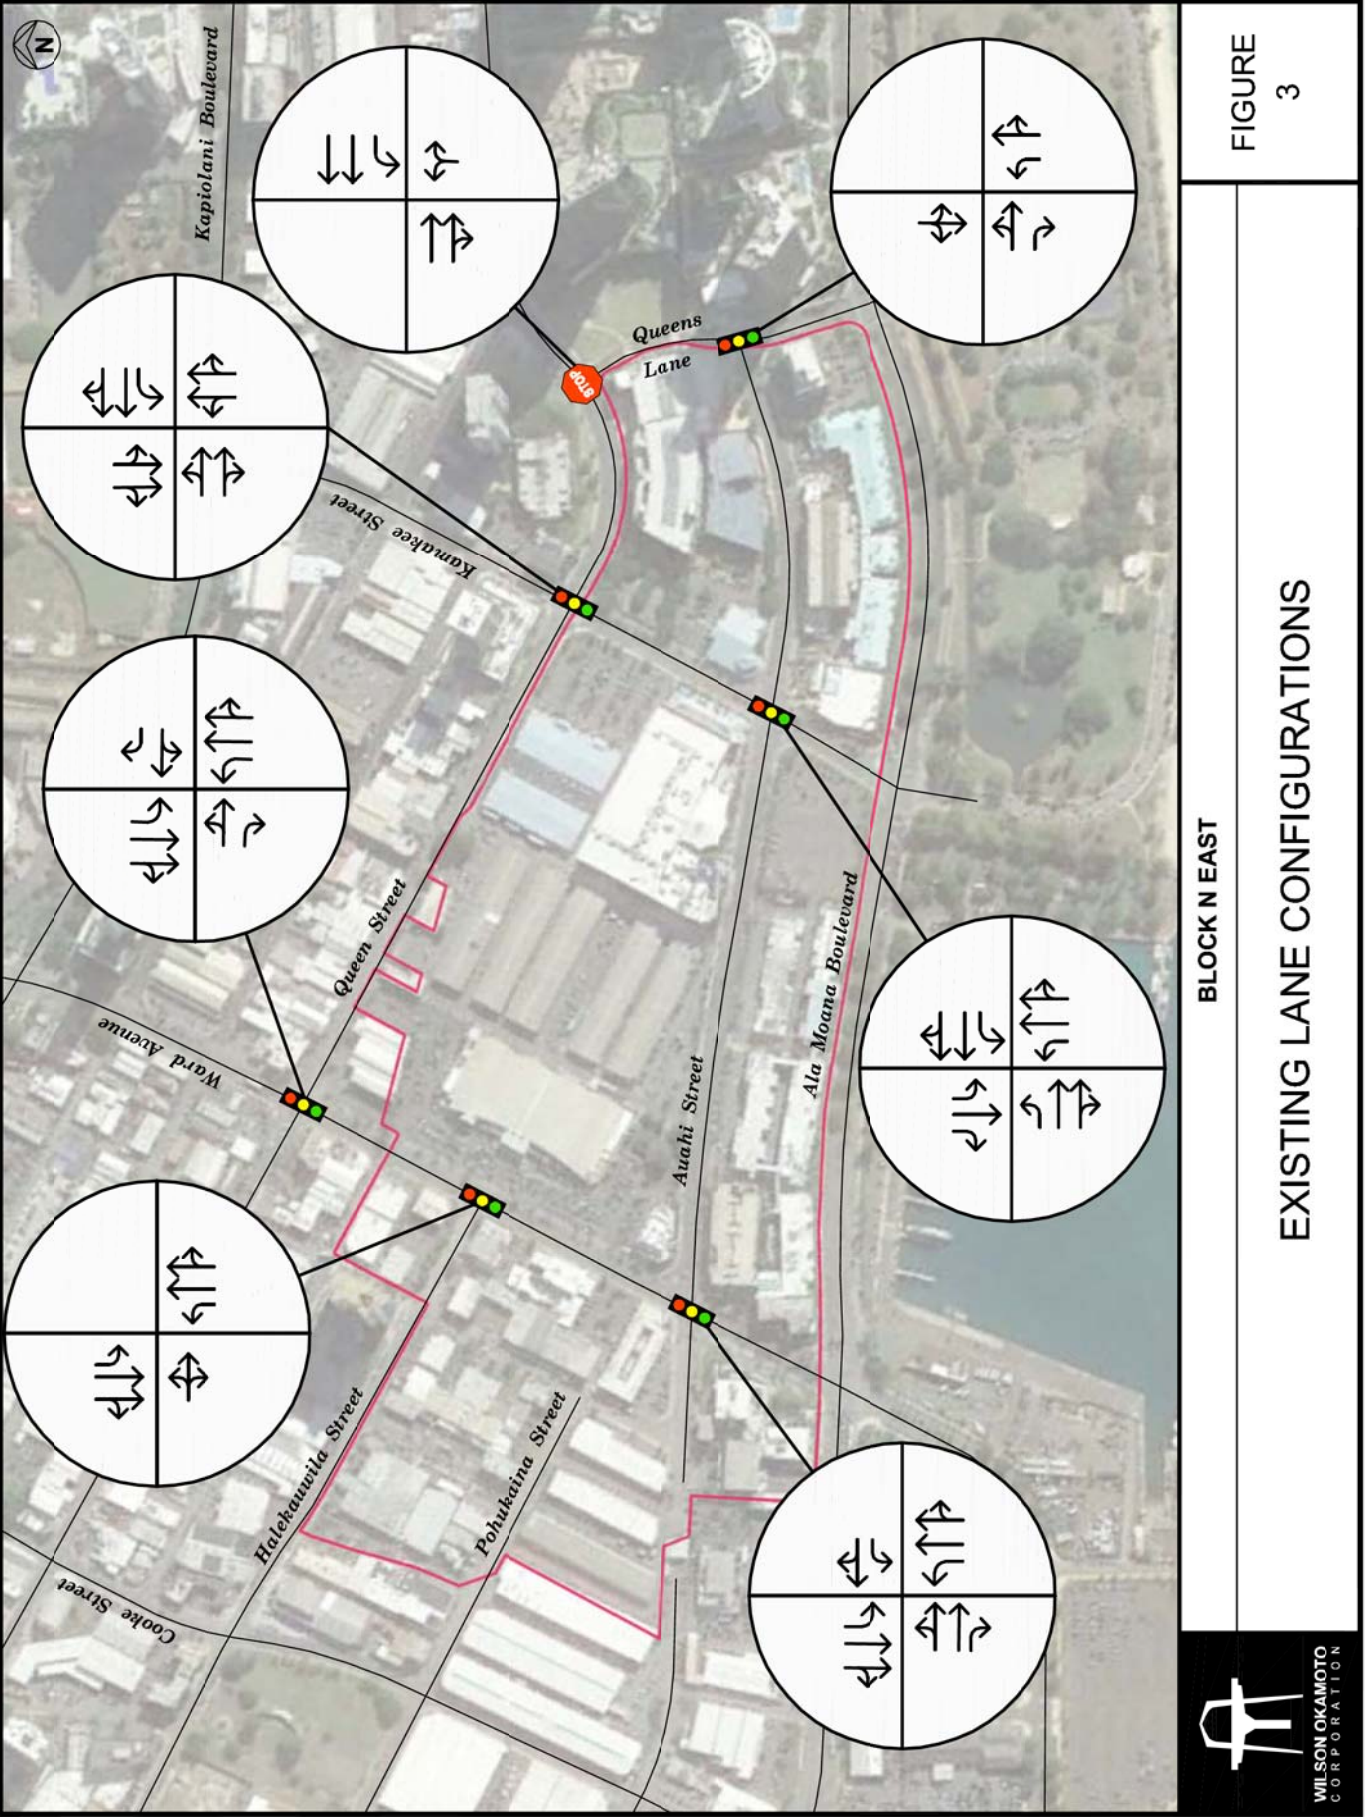 N
Kapiolani Boulevard
Queens
Lane
STOP
Kamakee Street
Queen Street
Ward Avenue
Ala Moana Boulevard
Auahi Street
Halekauwila Street
Pohukaina Street
Cooke Street
WILSON OKAMOTO
CORPORATION
BLOCK N EAST
EXISTING LANE CONFIGURATIONS
FIGURE
3